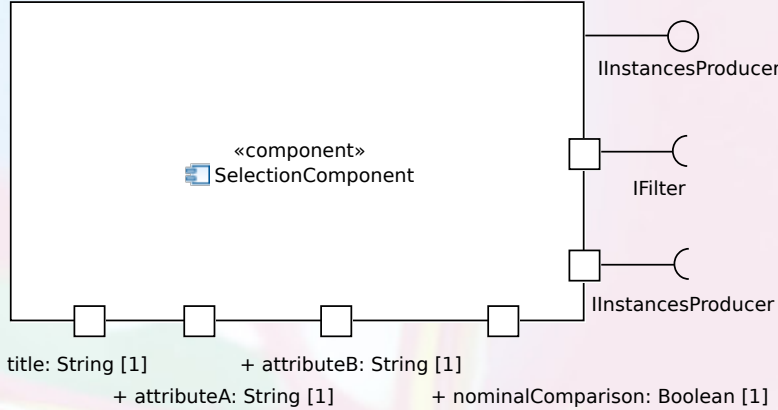 IInstancesProducer
«component»
SelectionComponent
IFilter
IInstancesProducer
title: String [1]
+ attributeB: String [1]
+ attributeA: String [1]
+ nominalComparison: Boolean [1]